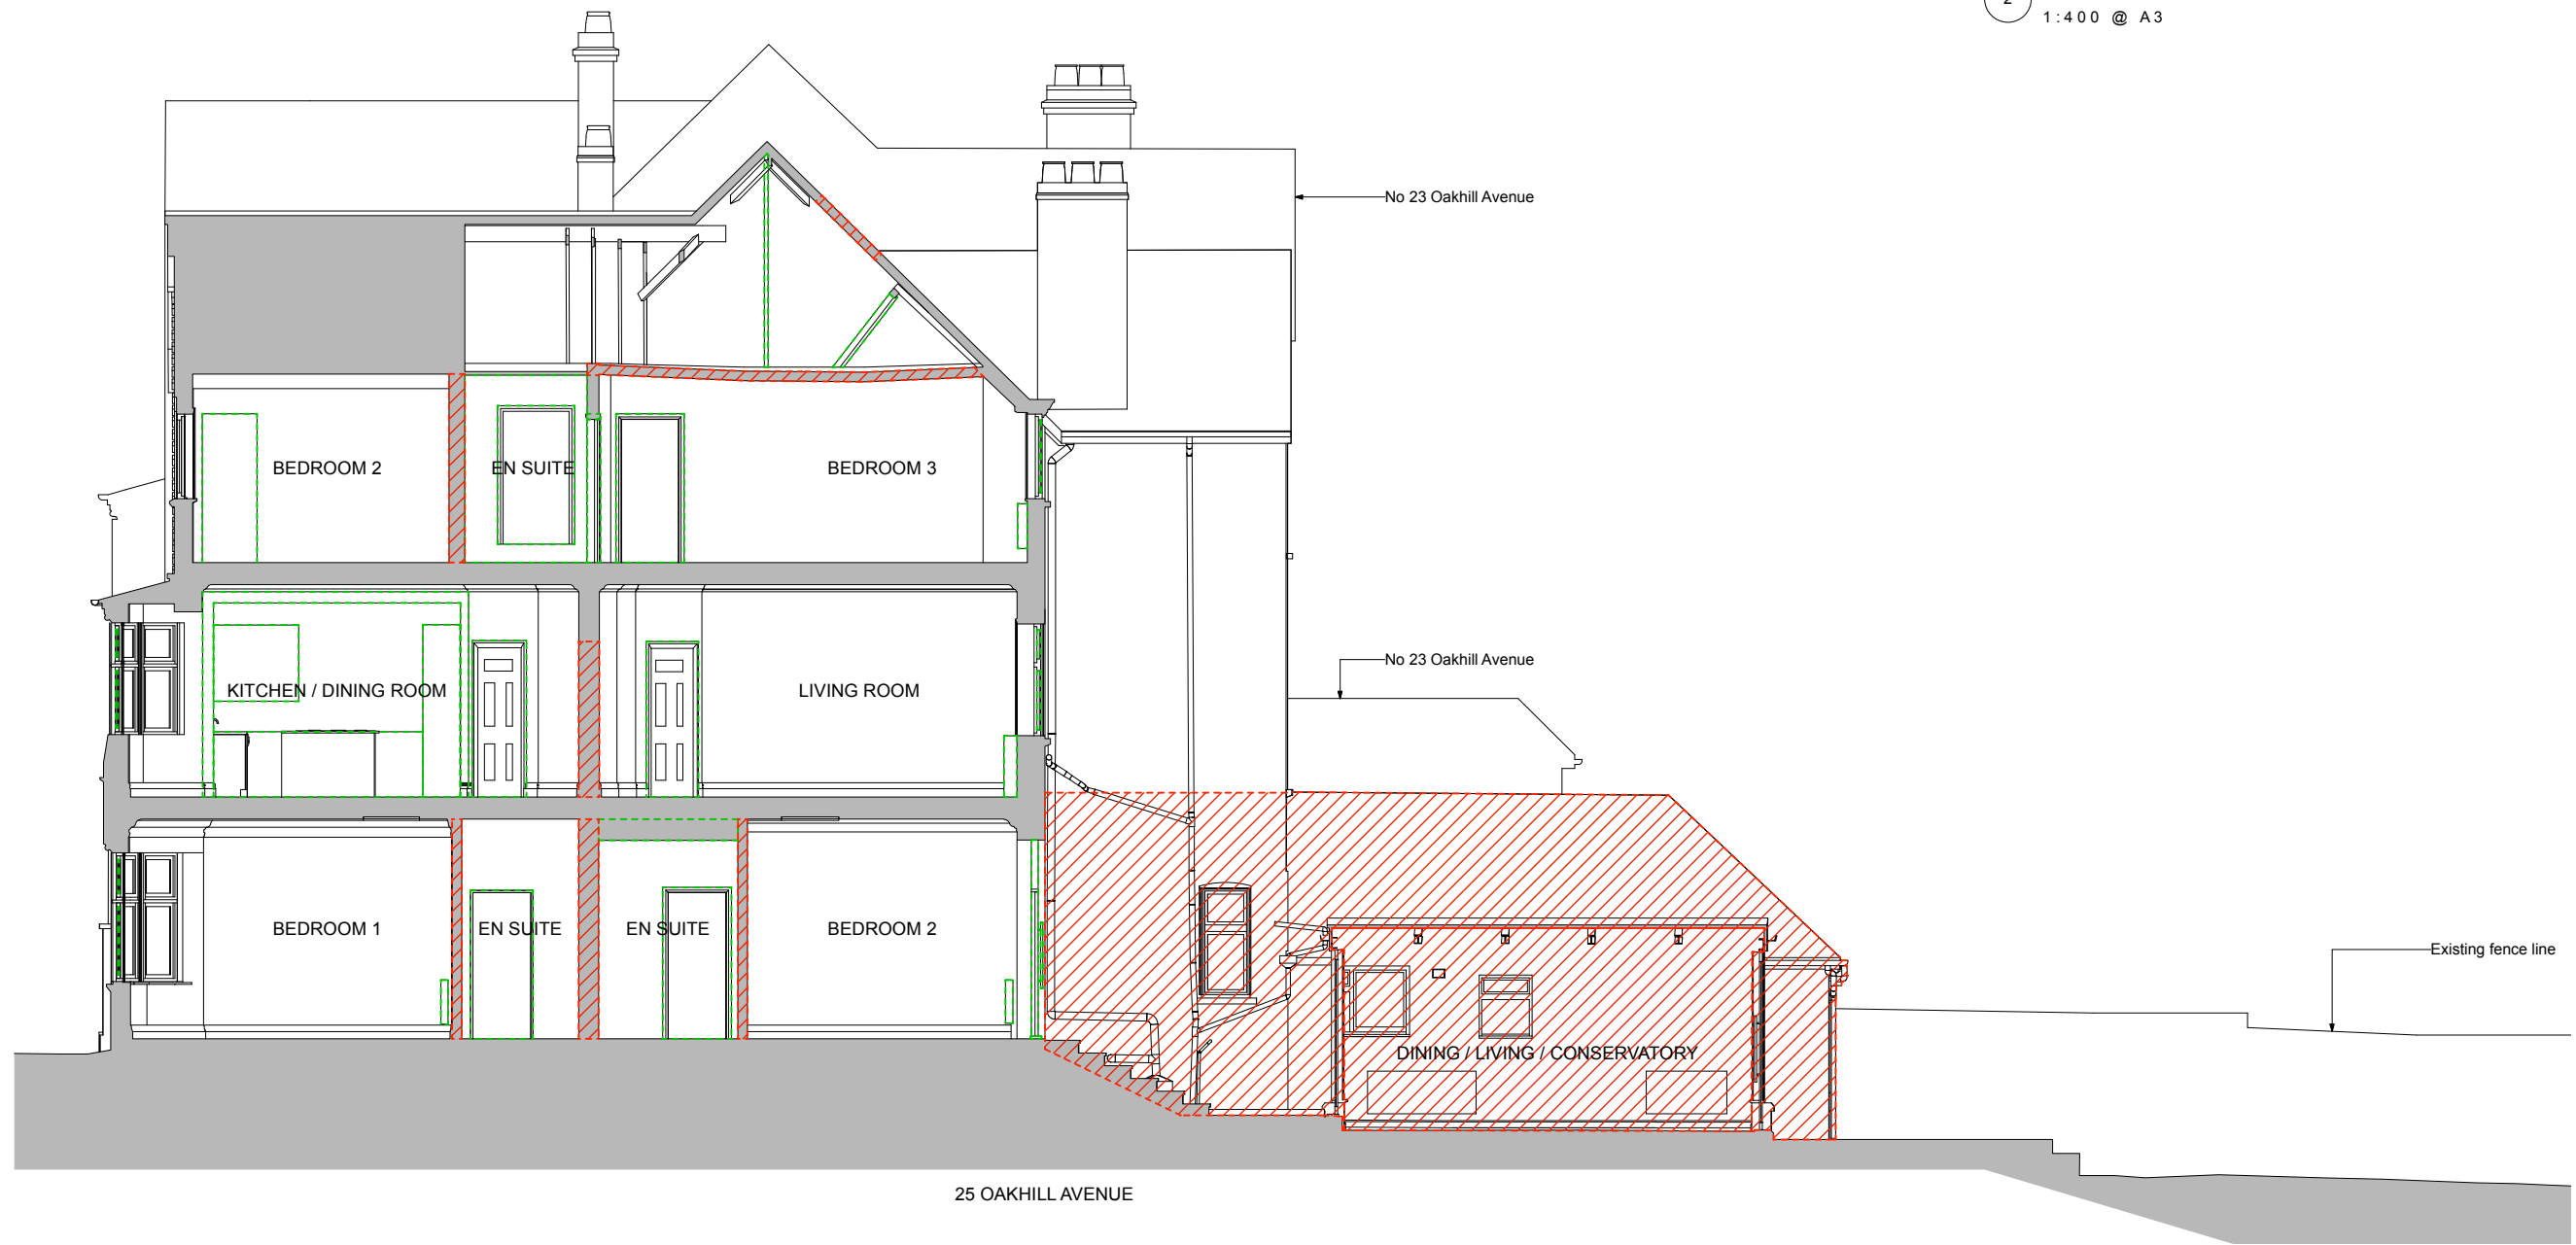 2
1:400 @ A3
No 23 Oakhill Avenue
BEDROOM 2
EN SUITE
BEDROOM 3
No 23 Oakhill Avenue
KITCHEN / DINING ROOM
LIVING ROOM
BEDROOM 1
EN SUITE
EN SUITE
BEDROOM 2
Existing fence line
DINING / LIVING / CONSERVATORY
25 OAKHILL AVENUE